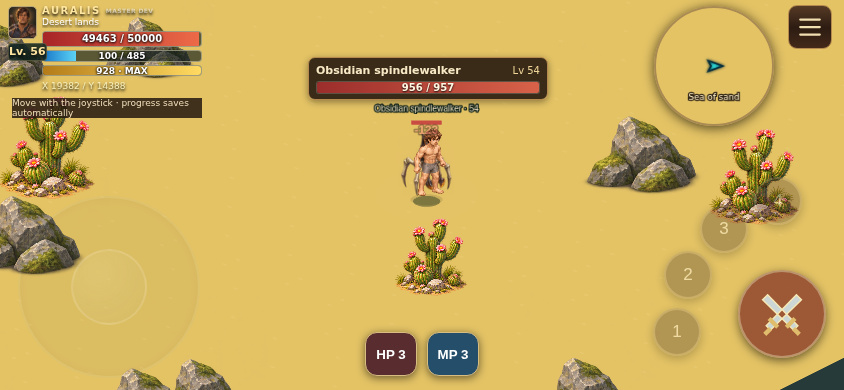 AURALIS MASTER DEV
Desert lands
49463 / 50000
Lv. 56
100 / 485
928 · MAX
X 19382 / Y 14388
Move with the joystick · progress saves
automatically
Obsidian spindlewalker Lv 54
956 / 957
Obsidian spindlewalker · 54
Sea of sand
3
2
1
HP 3
MP 3